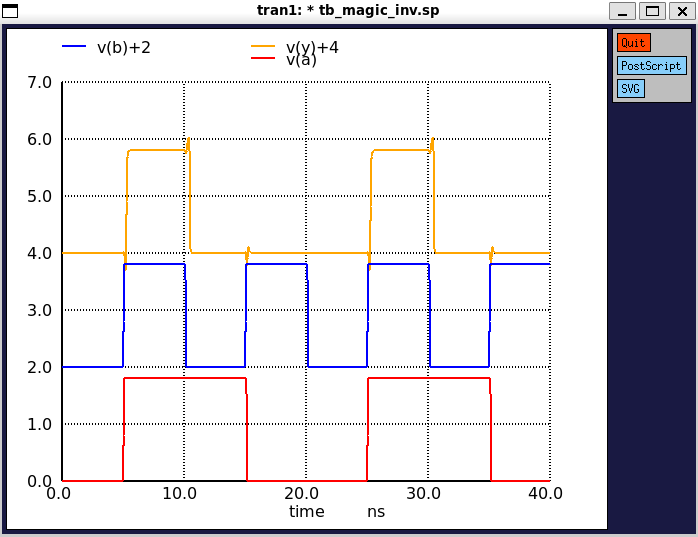 tran1: * tb_magic_inv.sp
Quit
PostScript
SVG
v(b)+2
v(y)+4
v(a)
7.0
6.0
5.0
4.0
3.0
2.0
1.0
0.0
0.0 10.0 20.0 30.0 40.0
time ns